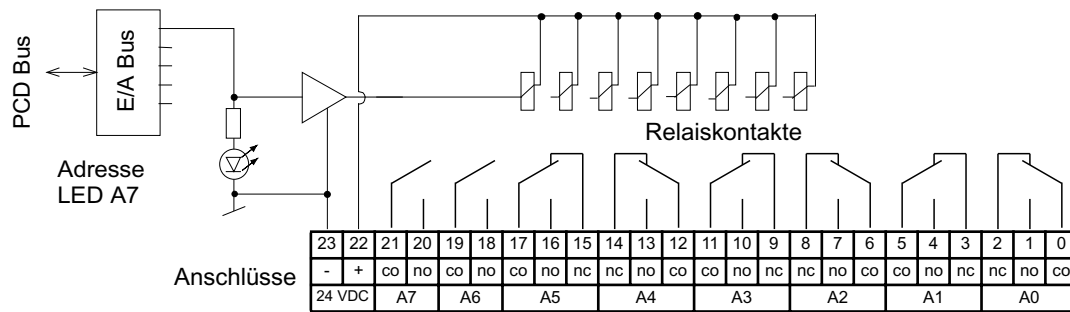 PCD Bus
E/A Bus
Relaiskontakte
Adresse
LED A7
Anschlüsse
23 22 21 20 19 18 17 16 15 14 13 12 11 10 9 8 7 6 5 4 3 2 1 0
- + co no co no co no nc nc no co co no nc nc no co co no nc nc no co
24 VDC A7 A6 A5 A4 A3 A2 A1 A0